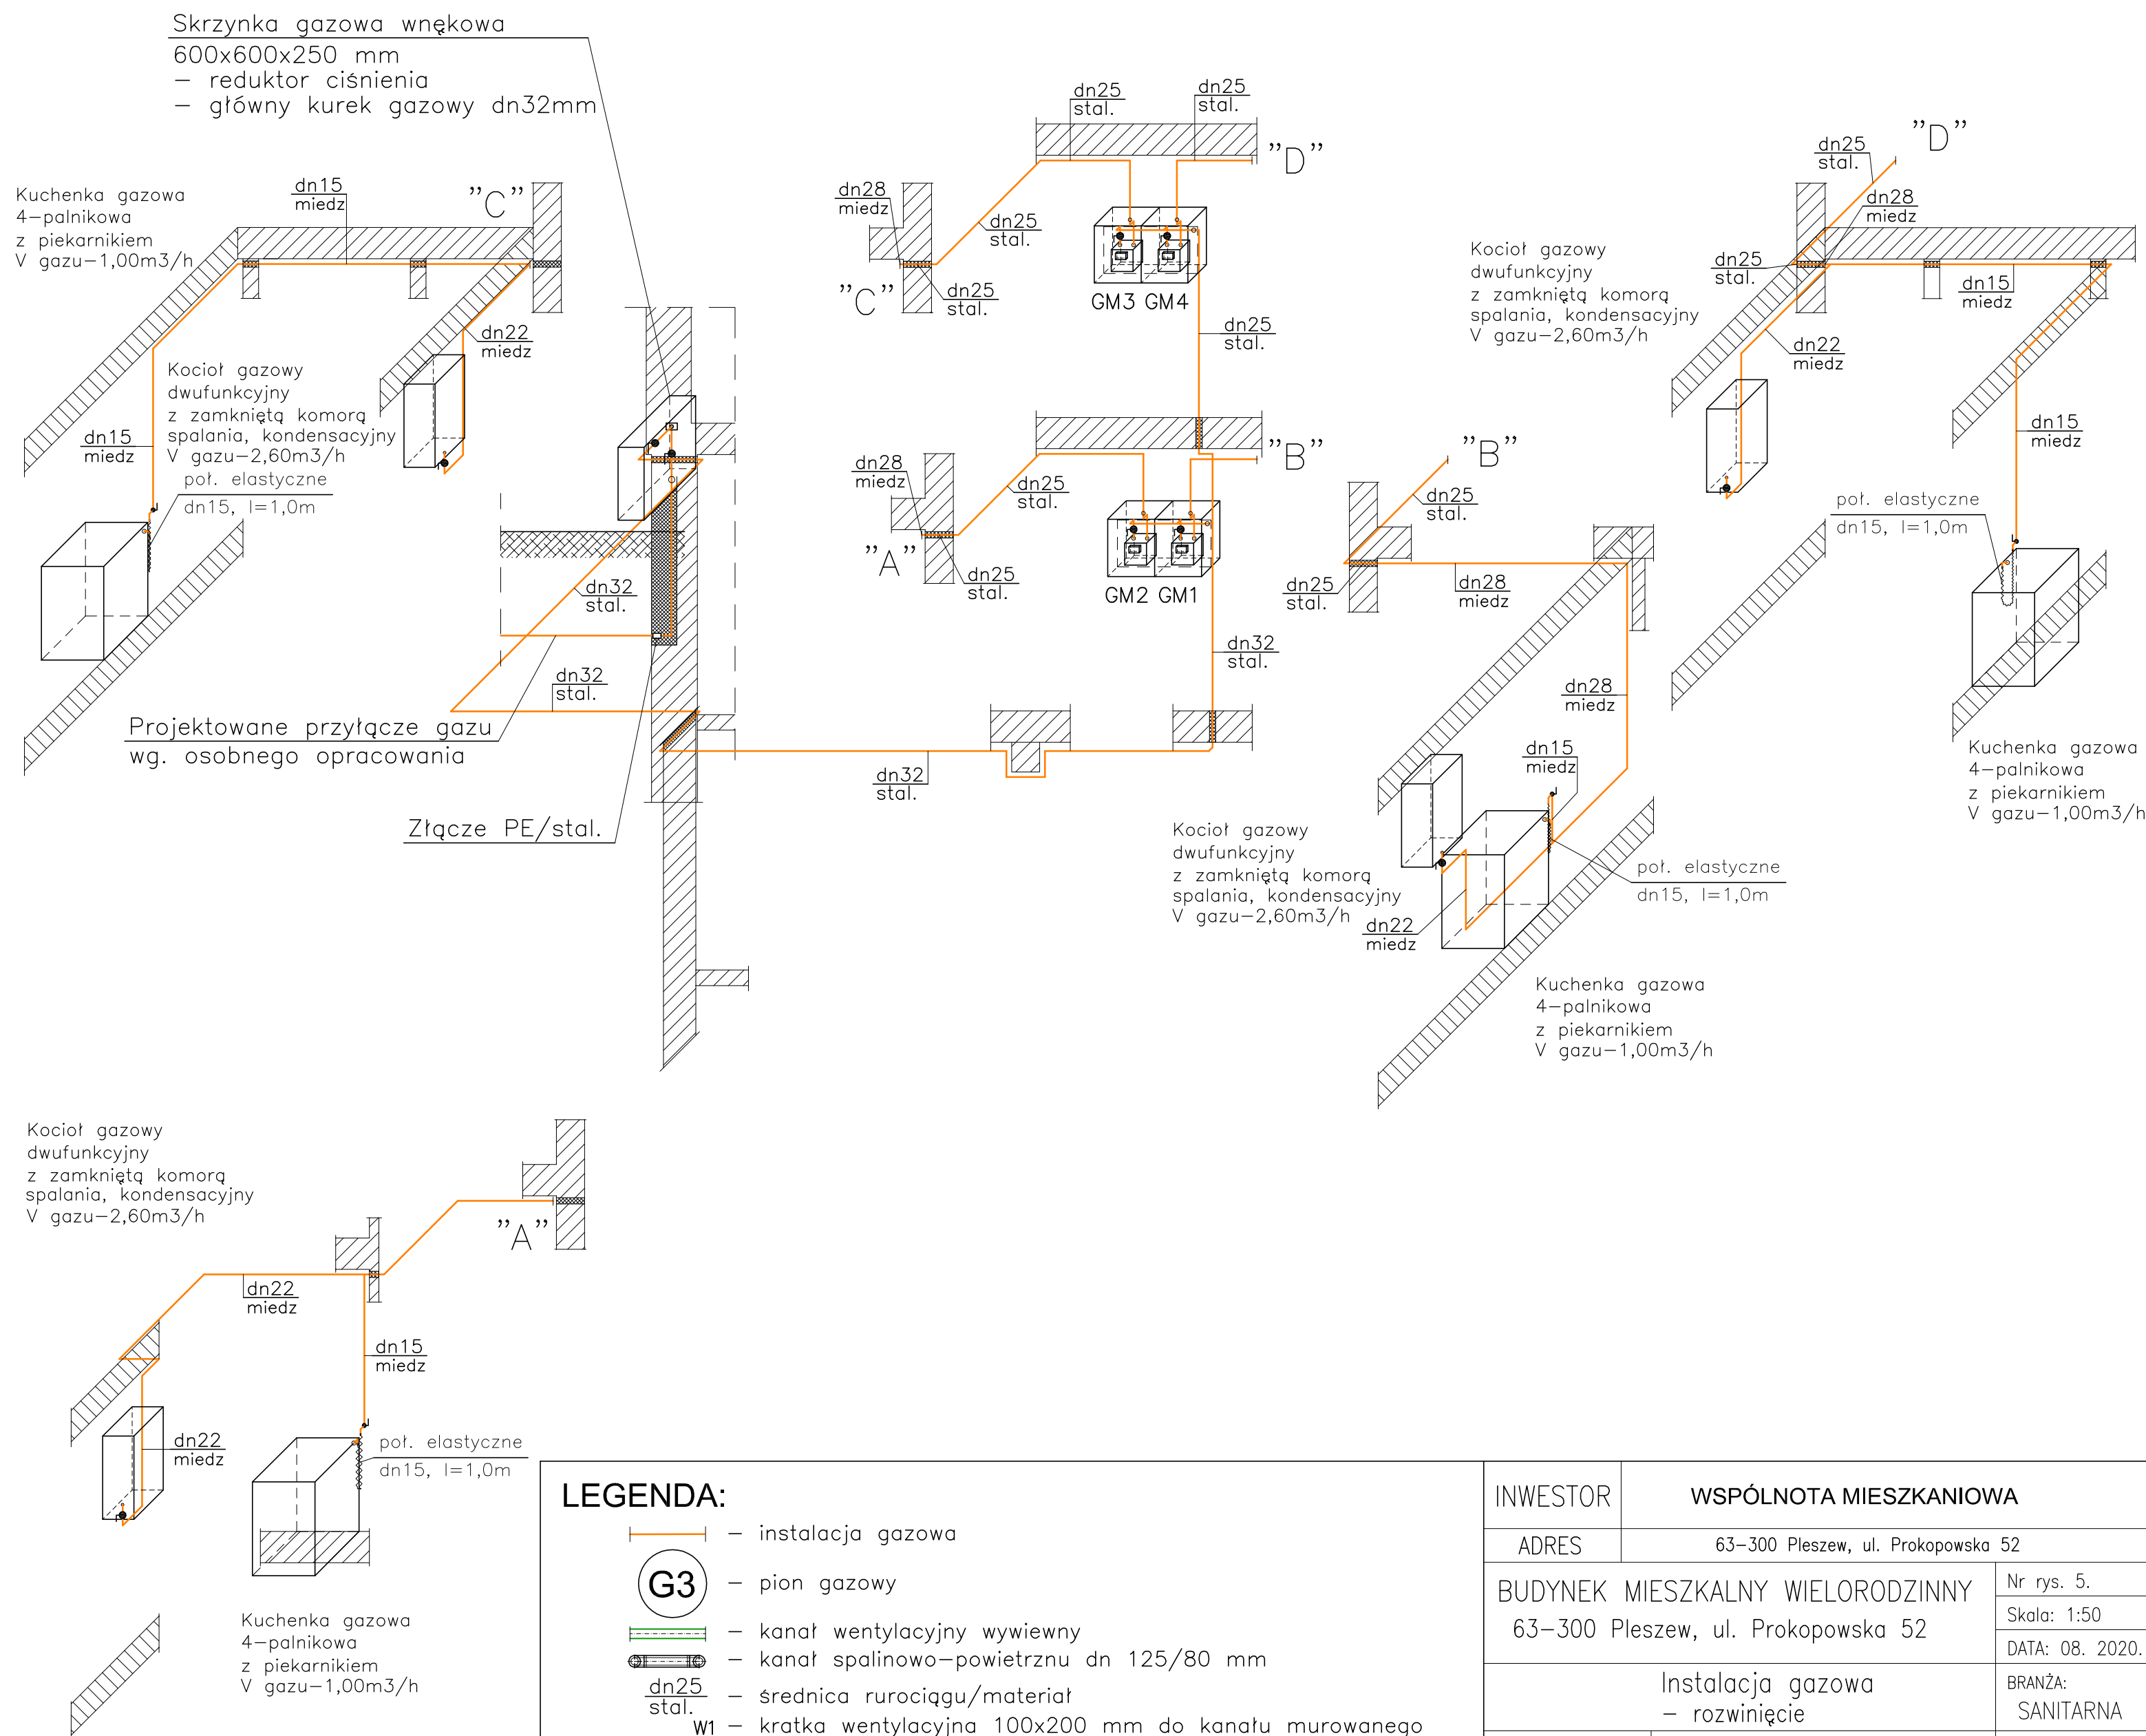 Skrzynka gazowa wnękowa
600x600x250 mm
– reduktor ciśnienia
– główny kurek gazowy dn32mm
Kuchenka gazowa
4–palnikowa
z piekarnikiem
V gazu–1,00m3/h
dn15
miedz
"C"
dn22
miedz
Kocioł gazowy
dwufunkcyjny
z zamkniętą komorą
spalania, kondensacyjny
V gazu–2,60m3/h
dn15
miedz
poł. elastyczne
dn15, l=1,0m
dn32
stal.
dn32
stal.
Projektowane przyłącze gazu
wg. osobnego opracowania
Złącze PE/stal.
dn32
stal.
dn25
stal.
dn25
stal.
"D"
dn28
miedz
dn25
stal.
"C"
dn25
stal.
GM3 GM4
dn25
stal.
"B"
dn28
miedz
dn25
stal.
"A"
dn25
stal.
GM2 GM1
dn32
stal.
"D"
dn25
stal.
dn28
miedz
Kocioł gazowy
dwufunkcyjny
z zamkniętą komorą
spalania, kondensacyjny
V gazu–2,60m3/h
dn25
stal.
dn15
miedz
dn22
miedz
dn15
miedz
poł. elastyczne
dn15, l=1,0m
Kuchenka gazowa
4–palnikowa
z piekarnikiem
V gazu–1,00m3/h
"B"
dn25
stal.
dn25
stal.
dn28
miedz
dn28
miedz
dn15
miedz
Kocioł gazowy
dwufunkcyjny
z zamkniętą komorą
spalania, kondensacyjny
V gazu–2,60m3/h
dn22
miedz
poł. elastyczne
dn15, l=1,0m
Kuchenka gazowa
4–palnikowa
z piekarnikiem
V gazu–1,00m3/h
Kocioł gazowy
dwufunkcyjny
z zamkniętą komorą
spalania, kondensacyjny
V gazu–2,60m3/h
"A"
dn22
miedz
dn15
miedz
dn22
miedz
poł. elastyczne
dn15, l=1,0m
Kuchenka gazowa
4–palnikowa
z piekarnikiem
V gazu–1,00m3/h
LEGENDA:
– instalacja gazowa
G3 – pion gazowy
– kanał wentylacyjny wywiewny
– kanał spalinowo–powietrznu dn 125/80 mm
dn25
stal. – średnica rurociągu/materiał
W1 – kratka wentylacyjna 100x200 mm do kanału murowanego
INWESTOR WSPÓLNOTA MIESZKANIOWA
ADRES 63–300 Pleszew, ul. Prokopowska 52
BUDYNEK MIESZKALNY WIELORODZINNY
63–300 Pleszew, ul. Prokopowska 52
Nr rys. 5.
Skala: 1:50
DATA: 08. 2020.
Instalacja gazowa
– rozwinięcie
BRANŻA:
SANITARNA